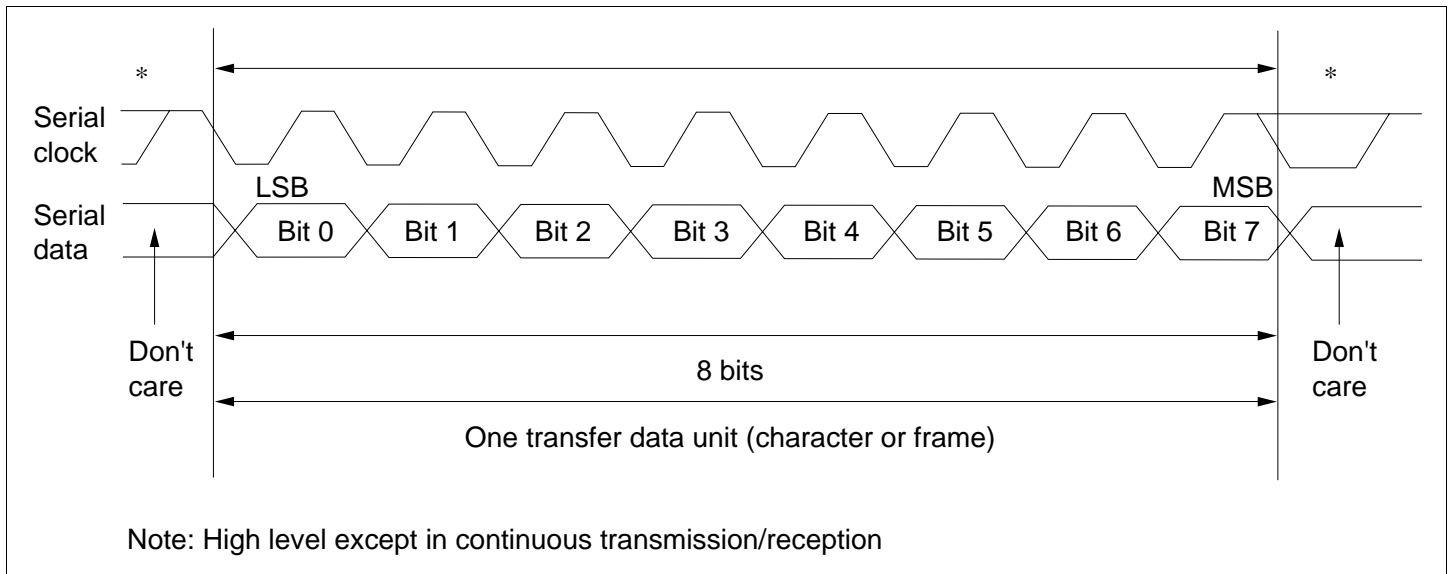 *
*
Serial
clock
LSB
MSB
Serial
data
Bit 0
Bit 1
Bit 2
Bit 3
Bit 4
Bit 5
Bit 6
Bit 7
Don't
care
8 bits
Don't
care
One transfer data unit (character or frame)
Note: High level except in continuous transmission/reception